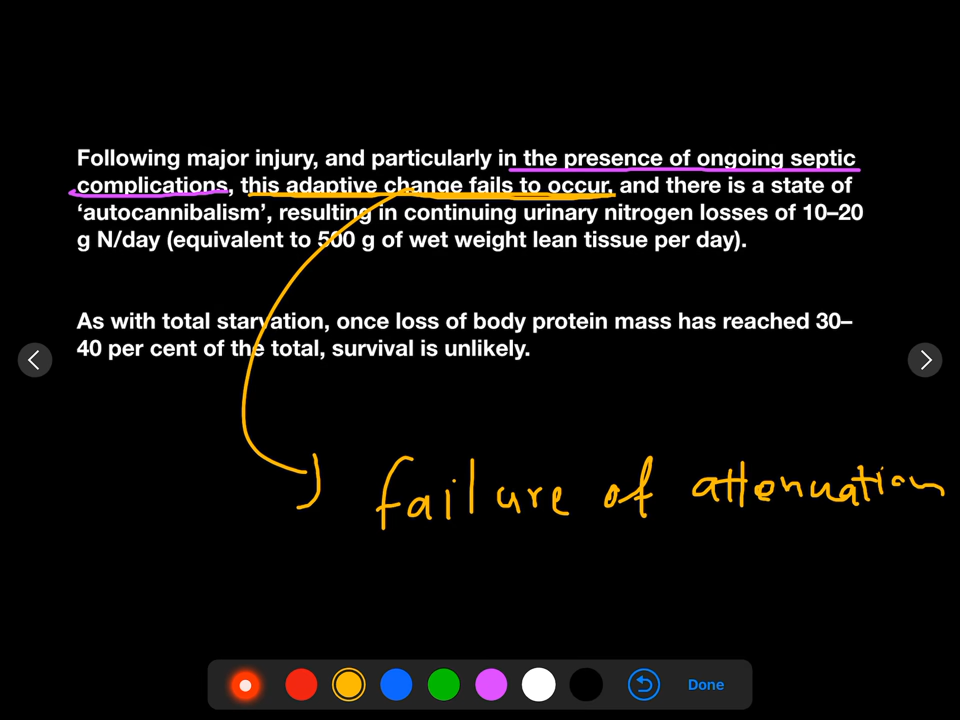 Following major injury, and particularly in the presence of ongoing septic
complications, this adaptive change fails to occur, and there is a state of
‘autocannibalism’, resulting in continuing urinary nitrogen losses of 10–20
g N/day (equivalent to 500 g of wet weight lean tissue per day).
As with total starvation, once loss of body protein mass has reached 30–
40 per cent of the total, survival is unlikely.
failure of attenuation
Done